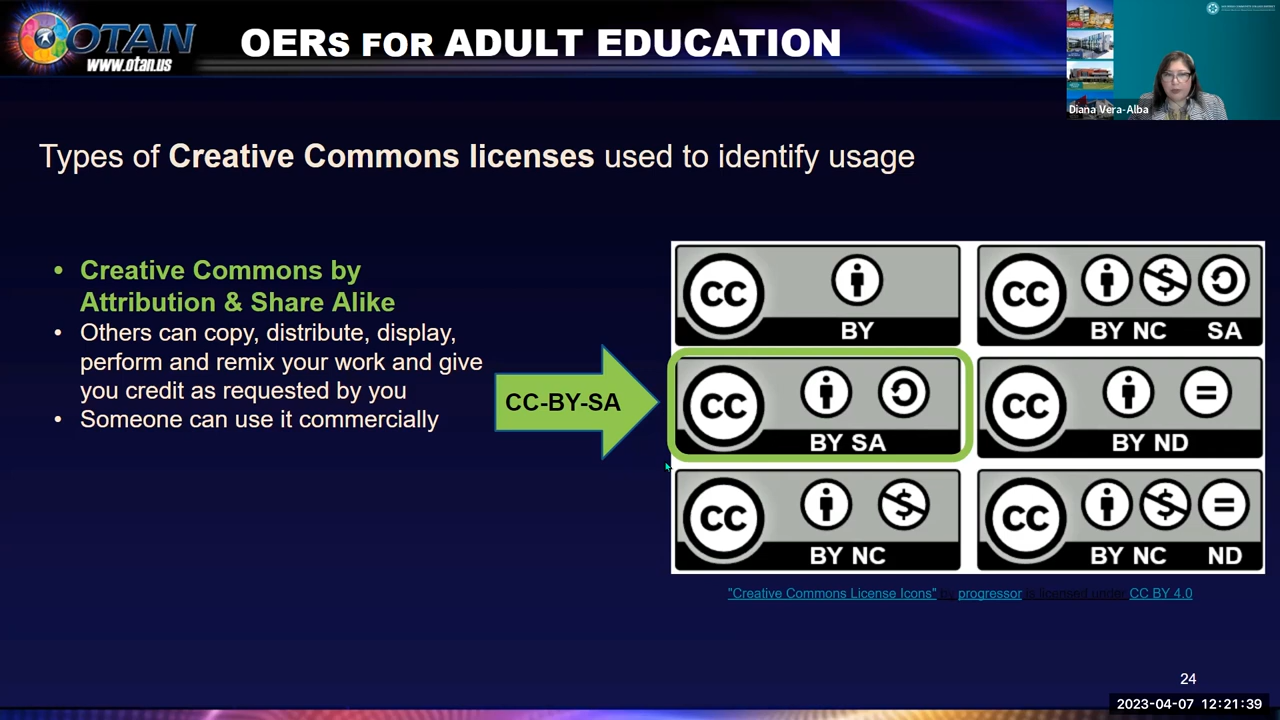 OTAN
www.otan.us
OERs for ADULT EDUCATION
Diana Vera-Alba
Types of Creative Commons licenses used to identify usage
• Creative Commons by
Attribution & Share Alike
• Others can copy, distribute, display,
perform and remix your work and give
you credit as requested by you
• Someone can use it commercially
CC-BY-SA
CC BY
CC BY NC SA
CC BY SA
CC BY ND
CC BY NC
CC BY NC ND
"Creative Commons License Icons" by progressor is licensed under CC BY 4.0
24
2023-04-07 12:21:39